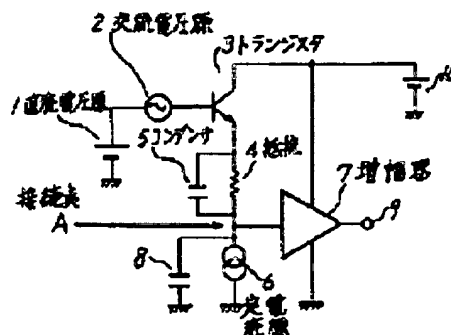 2 交流電圧源
3 トランジスタ
1 直流電圧源
5 コンデンサ
4 抵抗
接続点
A
7 増幅器
9
8
6
定電流源